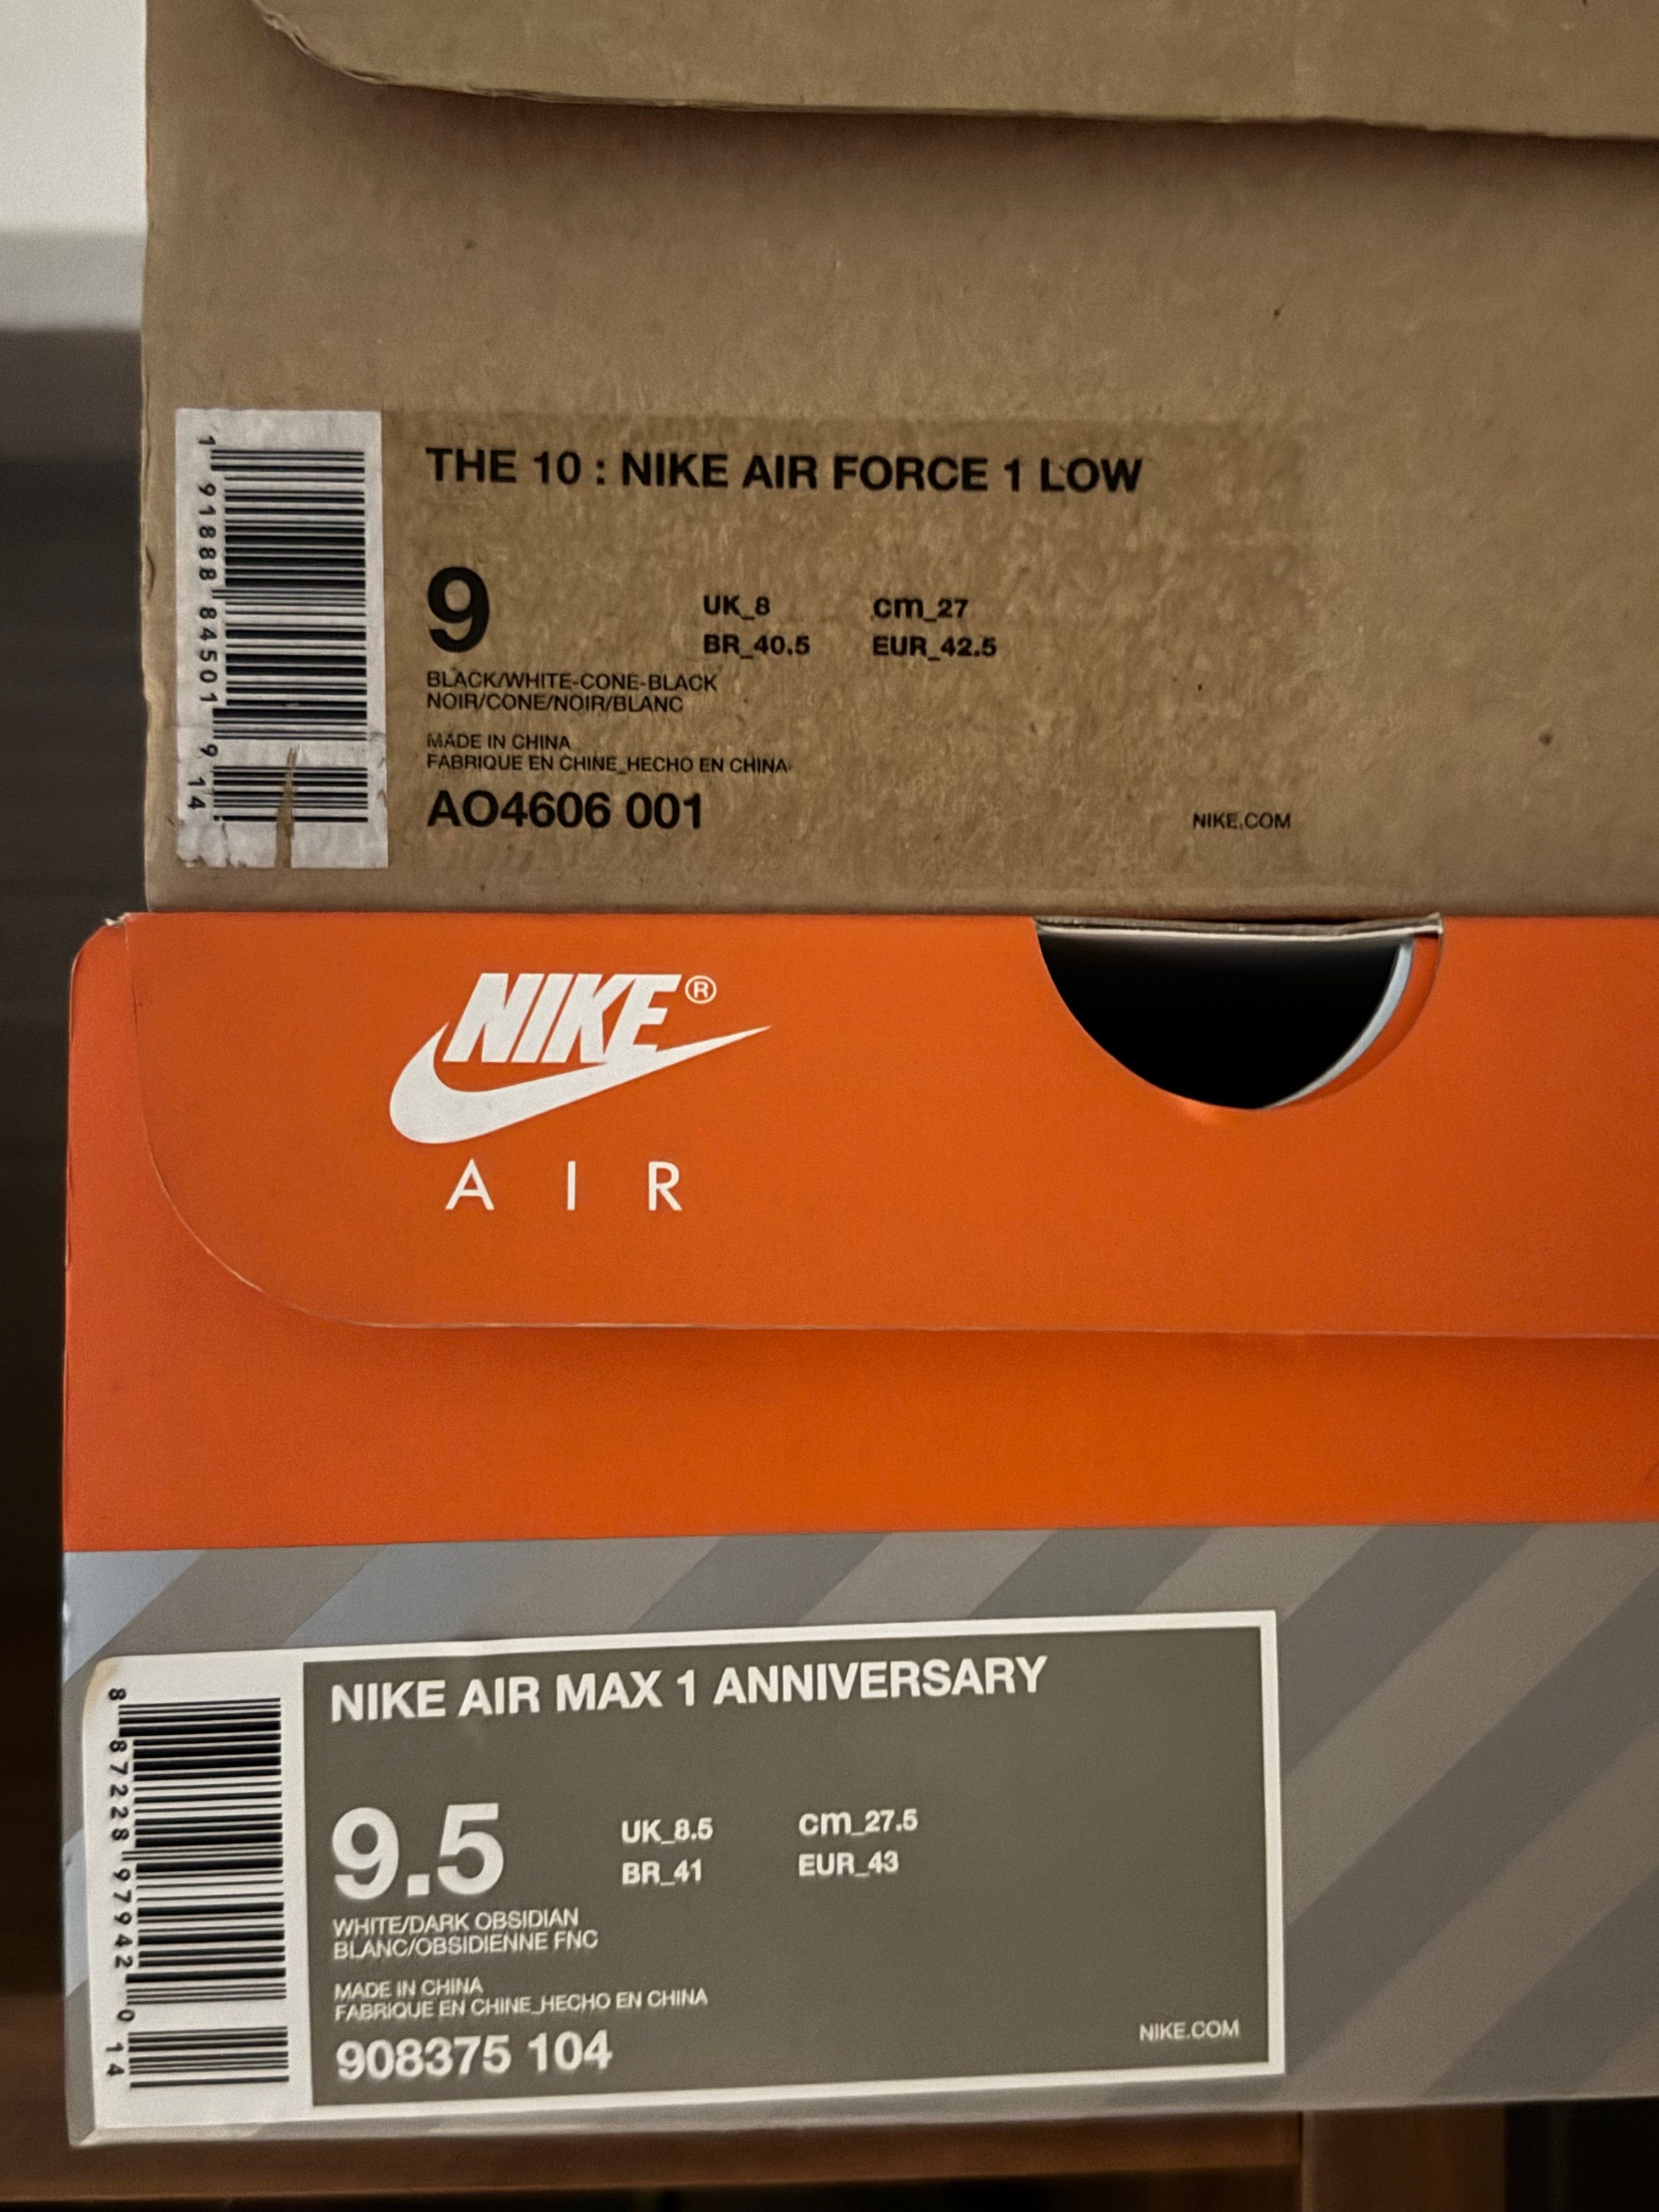 THE 10 : NIKE AIR FORCE 1 LOW
9
UK_8 cm_27
BR_40.5 EUR_42.5
BLACK/WHITE-CONE-BLACK
NOIR/CONE/NOIR/BLANC
MADE IN CHINA
FABRIQUE EN CHINE_HECHO EN CHINA
AO4606 001
NIKE.COM
1 91888 84501 9 14
NIKE®
AIR
NIKE AIR MAX 1 ANNIVERSARY
9.5
UK_8.5 cm_27.5
BR_41 EUR_43
WHITE/DARK OBSIDIAN
BLANC/OBSIDIENNE FNC
MADE IN CHINA
FABRIQUE EN CHINE_HECHO EN CHINA
908375 104
NIKE.COM
8 87228 97942 0 14